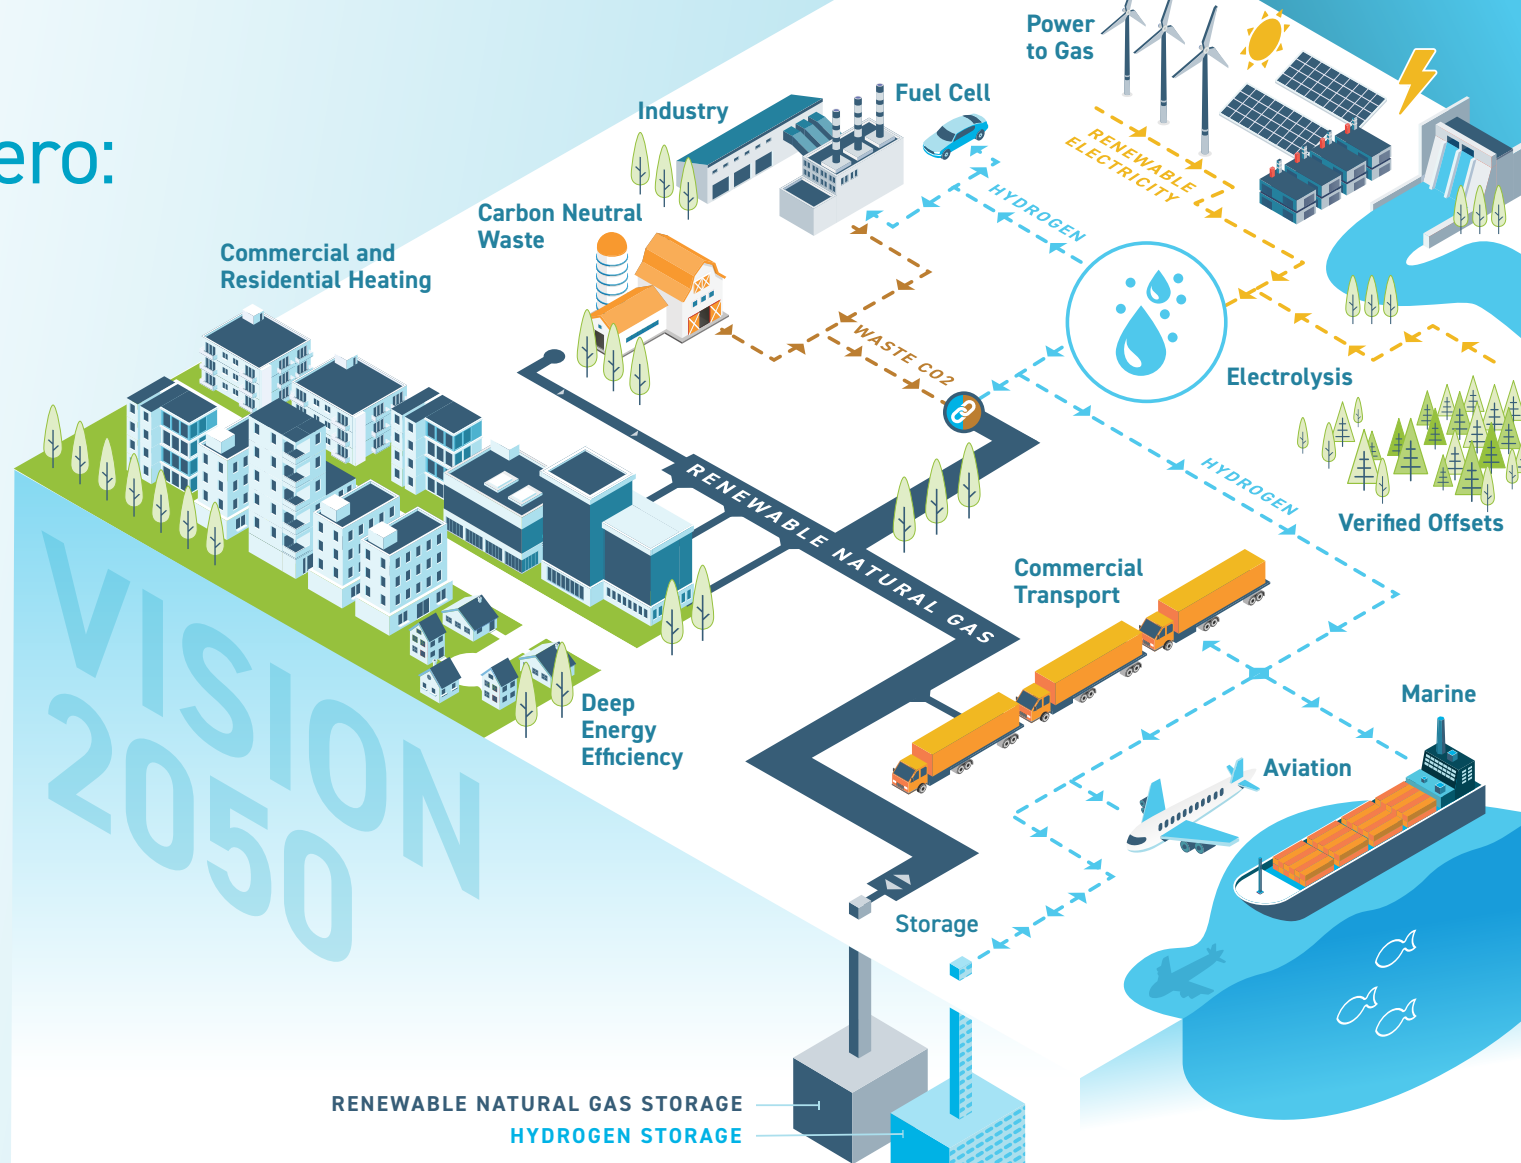 ero:
Power
to Gas
Fuel Cell
Industry
RENEWABLE
ELECTRICITY
HYDROGEN
Carbon Neutral
Waste
Commercial and
Residential Heating
WASTE CO2
Electrolysis
RENEWABLE NATURAL GAS
HYDROGEN
Verified Offsets
Commercial
Transport
VISION
2050
Deep
Energy
Efficiency
Marine
Aviation
Storage
RENEWABLE NATURAL GAS STORAGE
HYDROGEN STORAGE